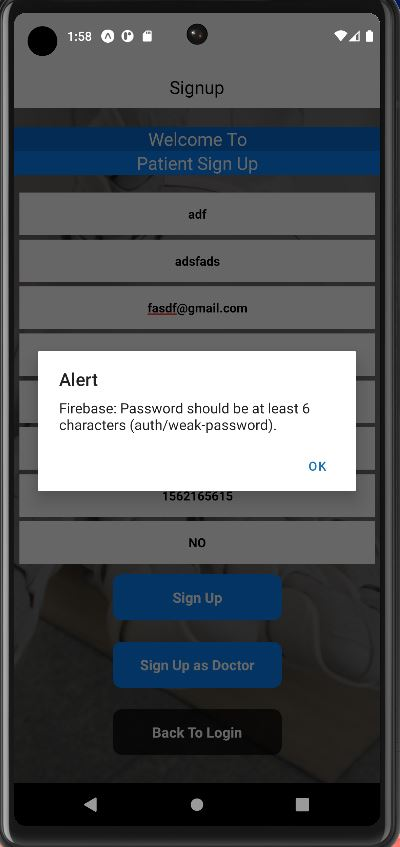 1:58
Signup
Welcome To
Patient Sign Up
adf
adsfads
fasdf@gmail.com
Alert
Firebase: Password should be at least 6
characters (auth/weak-password).
OK
1562165615
NO
Sign Up
Sign Up as Doctor
Back To Login